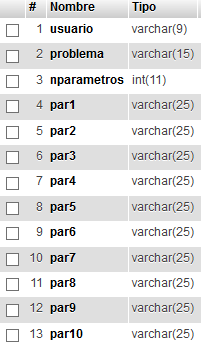 # Nombre Tipo
1 usuario varchar(9)
2 problema varchar(15)
3 nparametros int(11)
4 par1 varchar(25)
5 par2 varchar(25)
6 par3 varchar(25)
7 par4 varchar(25)
8 par5 varchar(25)
9 par6 varchar(25)
10 par7 varchar(25)
11 par8 varchar(25)
12 par9 varchar(25)
13 par10 varchar(25)